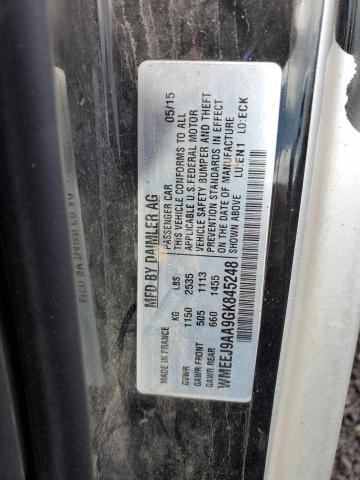 MFD BY DAIMLER AG
05/15
PASSENGER CAR
THIS VEHICLE CONFORMS TO ALL
APPLICABLE U.S FEDERAL MOTOR
VEHICLE SAFETY BUMPER AND THEFT
PREVENTION STANDARDS IN EFFECT
ON THE DATE OF MANUFACTURE
SHOWN ABOVE LU:EN1 LO:ECK
MADE IN FRANCE KG LBS
GVWR 1150 2535
GAWR FRONT 505 1113
GAWR REAR 660 1455
WMEEJ9AA9GK845248